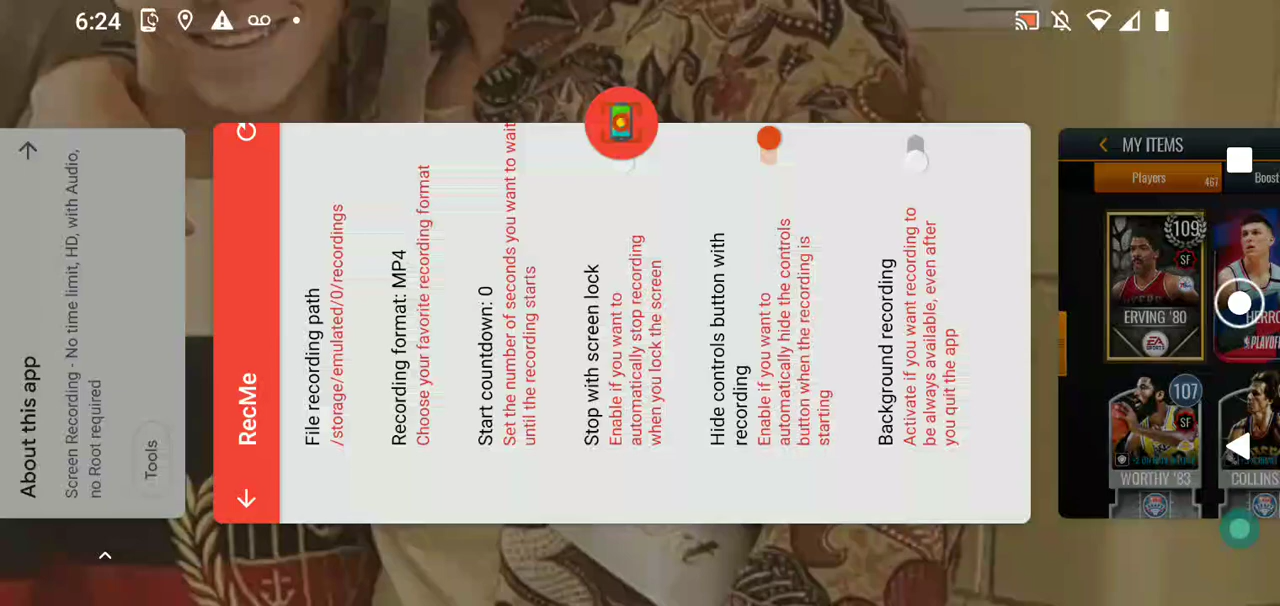 6:24
About this app
Screen Recording - No time limit, HD, with Audio,
no Root required
Tools
RecMe
File recording path
/storage/emulated/0/recordings
Recording format: MP4
Choose your favorite recording format
Start countdown: 0
Set the number of seconds you want to wait
until the recording starts
Stop with screen lock
Enable if you want to
automatically stop recording
when you lock the screen
Hide controls button with
recording
Enable if you want to
automatically hide the controls
button when the recording is
starting
Background recording
Activate if you want recording to
be always available, even after
you quit the app
MY ITEMS
Players
467
Boost
109
SF
ERVING '80
EA
SPORTS
HERRO
PLAYOFF
107
SF
WORTHY '83
COLLINS